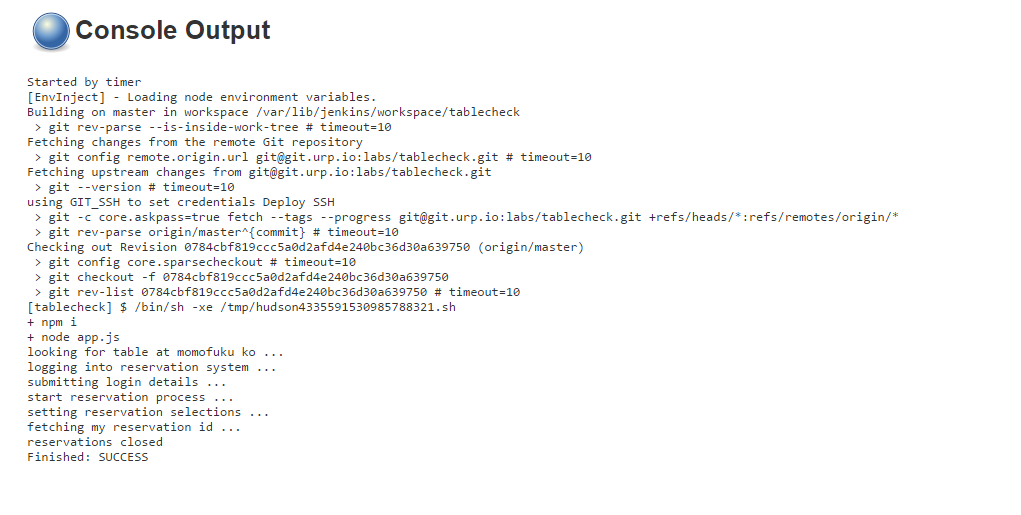 Console Output
Started by timer
[EnvInject] - Loading node environment variables.
Building on master in workspace /var/lib/jenkins/workspace/tablecheck
 > git rev-parse --is-inside-work-tree # timeout=10
Fetching changes from the remote Git repository
 > git config remote.origin.url git@git.urp.io:labs/tablecheck.git # timeout=10
Fetching upstream changes from git@git.urp.io:labs/tablecheck.git
 > git --version # timeout=10
using GIT_SSH to set credentials Deploy SSH
 > git -c core.askpass=true fetch --tags --progress git@git.urp.io:labs/tablecheck.git +refs/heads/*:refs/remotes/origin/*
 > git rev-parse origin/master^{commit} # timeout=10
Checking out Revision 0784cbf819ccc5a0d2afd4e240bc36d30a639750 (origin/master)
 > git config core.sparsecheckout # timeout=10
 > git checkout -f 0784cbf819ccc5a0d2afd4e240bc36d30a639750
 > git rev-list 0784cbf819ccc5a0d2afd4e240bc36d30a639750 # timeout=10
[tablecheck] $ /bin/sh -xe /tmp/hudson4335591530985788321.sh
+ npm i
+ node app.js
looking for table at momofuku ko ...
logging into reservation system ...
submitting login details ...
start reservation process ...
setting reservation selections ...
fetching my reservation id ...
reservations closed
Finished: SUCCESS